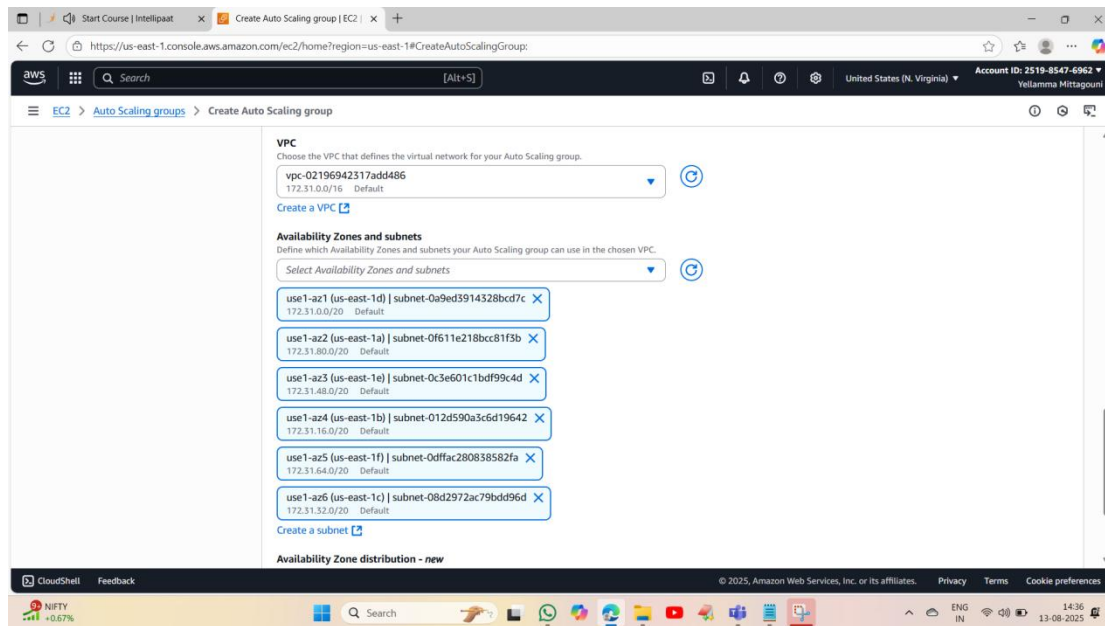 Start Course | Intellipaat
Create Auto Scaling group | EC2 |
https://us-east-1.console.aws.amazon.com/ec2/home?region=us-east-1#CreateAutoScalingGroup:
aws
Search [Alt+S]
United States (N. Virginia)
Account ID: 2519-8547-6962
Yellamma Mittagouni
EC2 > Auto Scaling groups > Create Auto Scaling group
VPC
Choose the VPC that defines the virtual network for your Auto Scaling group.
vpc-02196942317add486
172.31.0.0/16 Default
Create a VPC
Availability Zones and subnets
Define which Availability Zones and subnets your Auto Scaling group can use in the chosen VPC.
Select Availability Zones and subnets
use1-az1 (us-east-1d) | subnet-0a9ed3914328bcd7c
172.31.0.0/20 Default
use1-az2 (us-east-1a) | subnet-0f611e218bcc81f3b
172.31.80.0/20 Default
use1-az3 (us-east-1e) | subnet-0c3e601c1bdf99c4d
172.31.48.0/20 Default
use1-az4 (us-east-1b) | subnet-012d590a3c6d19642
172.31.16.0/20 Default
use1-az5 (us-east-1f) | subnet-0dffac280838582fa
172.31.64.0/20 Default
use1-az6 (us-east-1c) | subnet-08d2972ac79bdd96d
172.31.32.0/20 Default
Create a subnet
Availability Zone distribution - new
CloudShell Feedback
© 2025, Amazon Web Services, Inc. or its affiliates. Privacy Terms Cookie preferences
NIFTY
+0.67%
Search
ENG
IN
14:36
13-08-2025